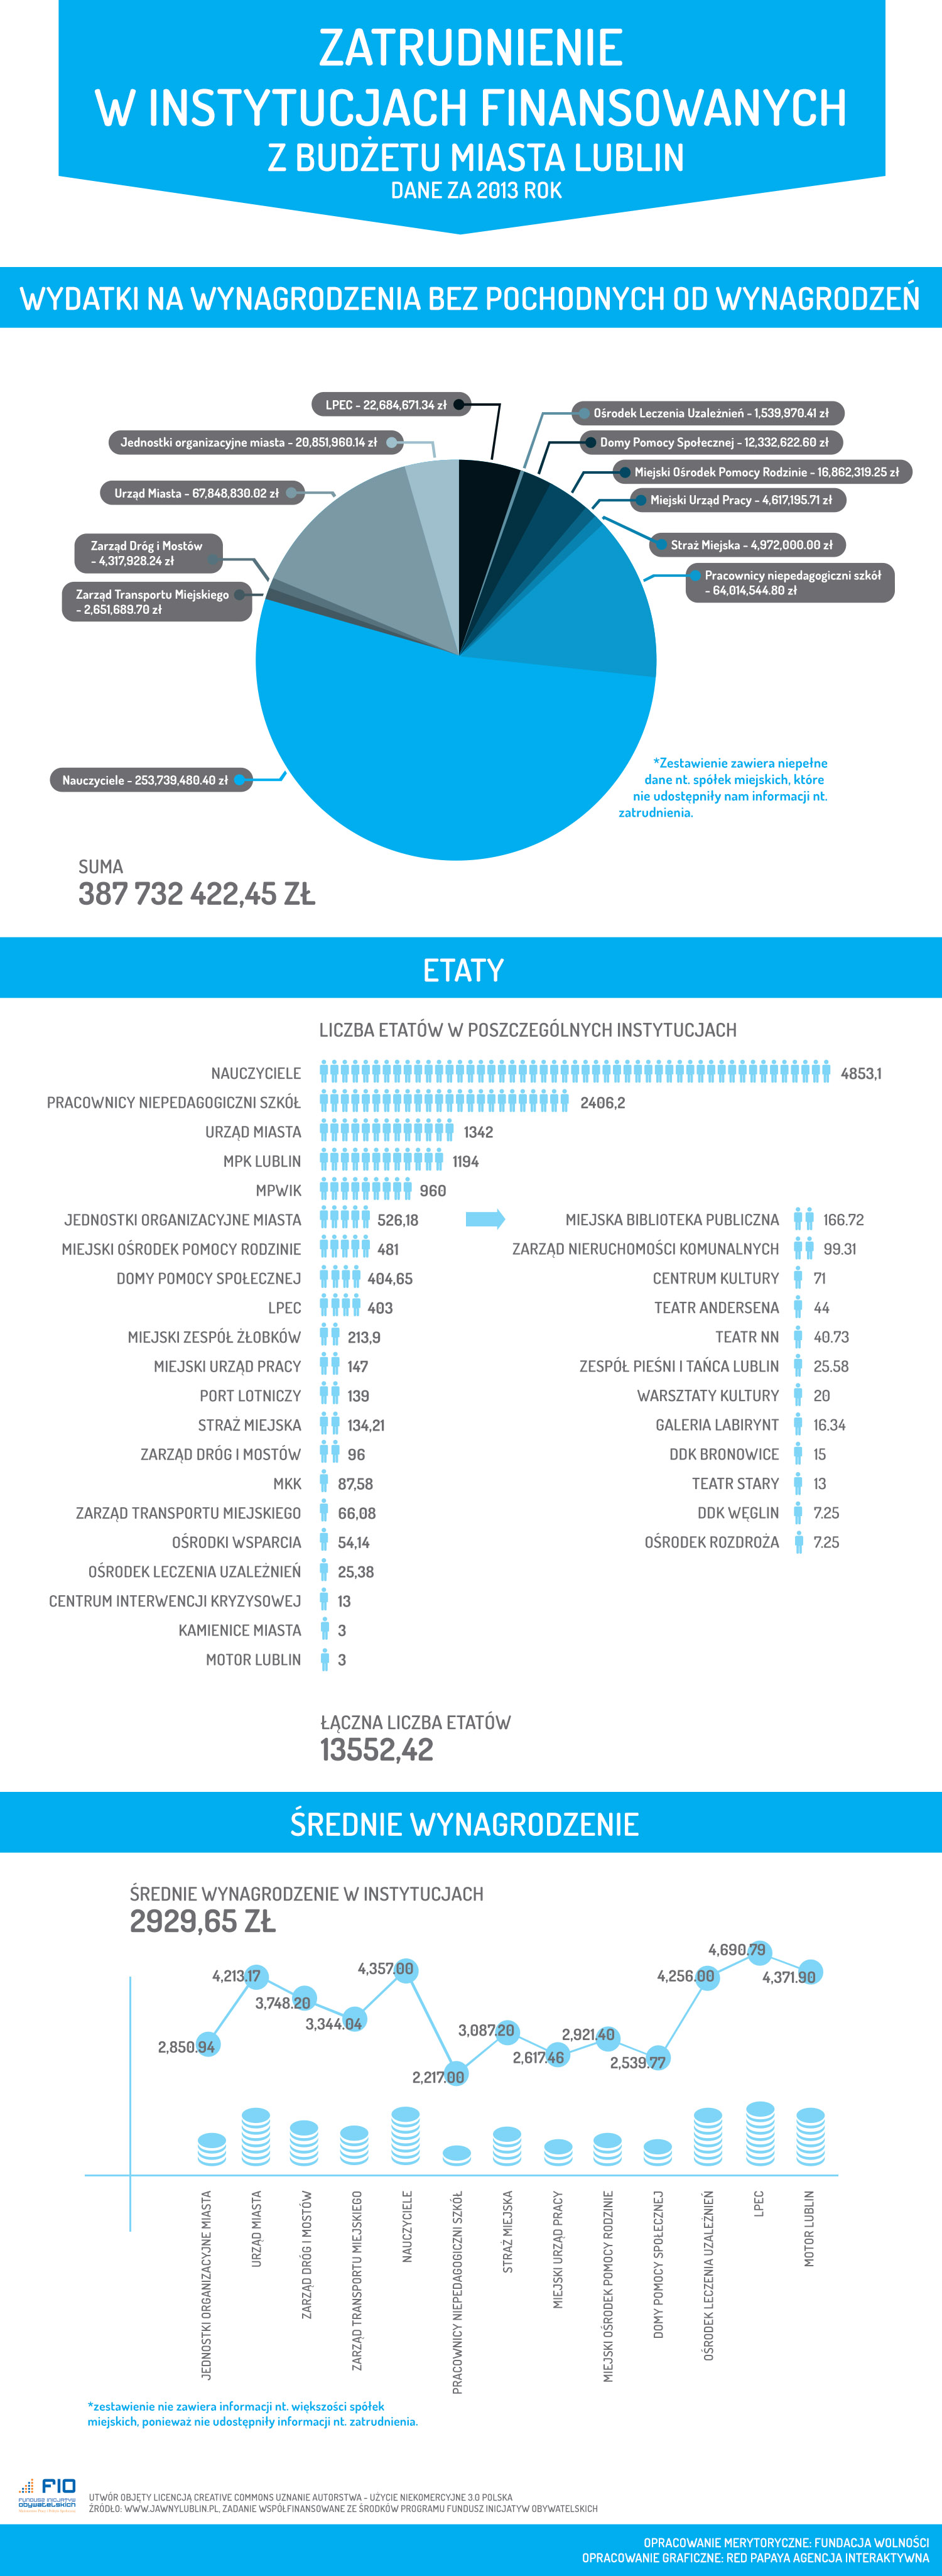 ZATRUDNIENIE
W INSTYTUCJACH FINANSOWANYCH
Z BUDŻETU MIASTA LUBLIN
DANE ZA 2013 ROK
WYDATKI NA WYNAGRODZENIA BEZ POCHODNYCH OD WYNAGRODZEŃ
LPEC - 22,684,671.34 zł
Jednostki organizacyjne miasta - 20,851,960.14 zł
Urząd Miasta - 67,848,830.02 zł
Zarząd Dróg i Mostów
- 4,317,928.24 zł
Zarząd Transportu Miejskiego
- 2,651,689.70 zł
Nauczyciele - 253,739,480.40 zł
Ośrodek Leczenia Uzależnień - 1,539,970.41 zł
Domy Pomocy Społecznej - 12,332,622.60 zł
Miejski Ośrodek Pomocy Rodzinie - 16,862,319.25 zł
Miejski Urząd Pracy - 4,617,195.71 zł
Straż Miejska - 4,972,000.00 zł
Pracownicy niepedagogiczni szkół
- 64,014,544.80 zł
*Zestawienie zawiera niepełne
dane nt. spółek miejskich, które
nie udostępniły nam informacji nt.
zatrudnienia.
SUMA
387 732 422,45 ZŁ
ETATY
LICZBA ETATÓW W POSZCZEGÓLNYCH INSTYTUCJACH
NAUCZYCIELE 4853,1
PRACOWNICY NIEPEDAGOGICZNI SZKÓŁ 2406,2
URZĄD MIASTA 1342
MPK LUBLIN 1194
MPWIK 960
JEDNOSTKI ORGANIZACYJNE MIASTA 526,18
MIEJSKI OŚRODEK POMOCY RODZINIE 481
DOMY POMOCY SPOŁECZNEJ 404,65
LPEC 403
MIEJSKI ZESPÓŁ ŻŁOBKÓW 213,9
MIEJSKI URZĄD PRACY 147
PORT LOTNICZY 139
STRAŻ MIEJSKA 134,21
ZARZĄD DRÓG I MOSTÓW 96
MKK 87,58
ZARZĄD TRANSPORTU MIEJSKIEGO 66,08
OŚRODKI WSPARCIA 54,14
OŚRODEK LECZENIA UZALEŻNIEŃ 25,38
CENTRUM INTERWENCJI KRYZYSOWEJ 13
KAMIENICE MIASTA 3
MOTOR LUBLIN 3
MIEJSKA BIBLIOTEKA PUBLICZNA 166.72
ZARZĄD NIERUCHOMOŚCI KOMUNALNYCH 99.31
CENTRUM KULTURY 71
TEATR ANDERSENA 44
TEATR NN 40.73
ZESPÓŁ PIEŚNI I TAŃCA LUBLIN 25.58
WARSZTATY KULTURY 20
GALERIA LABIRYNT 16.34
DDK BRONOWICE 15
TEATR STARY 13
DDK WĘGLIN 7.25
OŚRODEK ROZDROŻA 7.25
ŁĄCZNA LICZBA ETATÓW
13552,42
ŚREDNIE WYNAGRODZENIE
ŚREDNIE WYNAGRODZENIE W INSTYTUCJACH
2929,65 ZŁ
2,850.94
4,213.17
3,748.20
3,344.04
4,357.00
2,217.00
3,087.20
2,617.46
2,921.40
2,539.77
4,256.00
4,690.79
4,371.90
JEDNOSTKI ORGANIZACYJNE MIASTA
URZĄD MIASTA
ZARZĄD DRÓG I MOSTÓW
ZARZĄD TRANSPORTU MIEJSKIEGO
NAUCZYCIELE
PRACOWNICY NIEPEDAGOGICZNI SZKÓŁ
STRAŻ MIEJSKA
MIEJSKI URZĄD PRACY
MIEJSKI OŚRODEK POMOCY RODZINIE
DOMY POMOCY SPOŁECZNEJ
OŚRODEK LECZENIA UZALEŻNIEŃ
LPEC
MOTOR LUBLIN
*zestawienie nie zawiera informacji nt. większości spółek
miejskich, ponieważ nie udostępniły informacji nt. zatrudnienia.
FIO
FUNDUSZ INICJATYW
OBYWATELSKICH
UTWÓR OBJĘTY LICENCJĄ CREATIVE COMMONS UZNANIE AUTORSTWA - UŻYCIE NIEKOMERCYJNE 3.0 POLSKA
ŹRÓDŁO: WWW.JAWNYLUBLIN.PL, ZADANIE WSPÓŁFINANSOWANE ZE ŚRODKÓW PROGRAMU FUNDUSZ INICJATYW OBYWATELSKICH
OPRACOWANIE MERYTORYCZNE: FUNDACJA WOLNOŚCI
OPRACOWANIE GRAFICZNE: RED PAPAYA AGENCJA INTERAKTYWNA